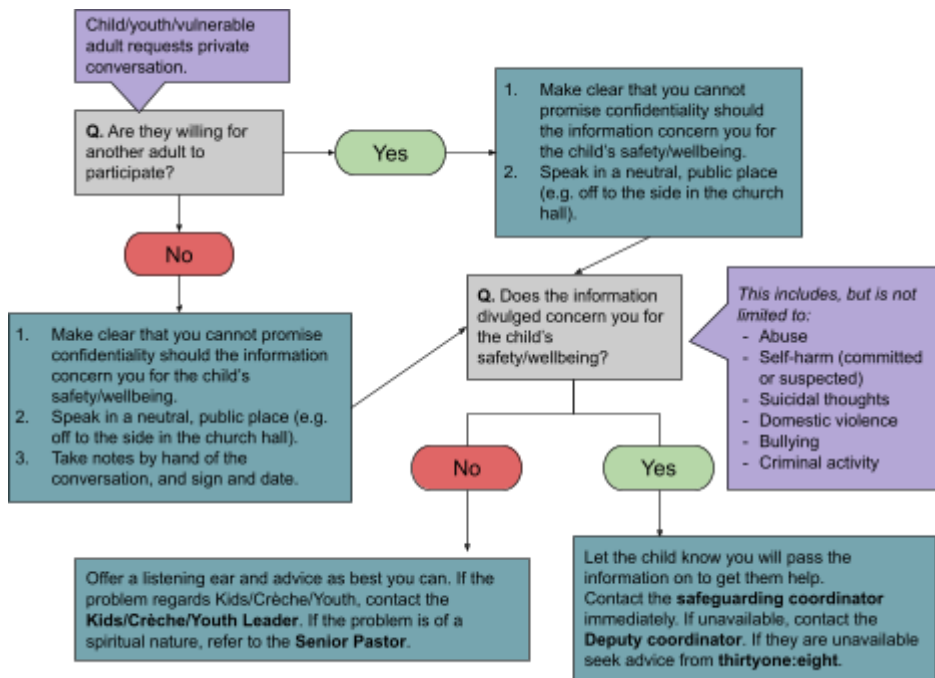 Child/youth/vulnerable
adult requests private
conversation.
Q. Are they willing for
another adult to
participate?
Yes
1. Make clear that you cannot
promise confidentiality should
the information concern you for
the child's safety/wellbeing.
2. Speak in a neutral, public place
(e.g. off to the side in the church
hall).
No
1. Make clear that you cannot promise
confidentiality should the information
concern you for the child's
safety/wellbeing.
2. Speak in a neutral, public place (e.g.
off to the side in the church hall).
3. Take notes by hand of the
conversation, and sign and date.
Q. Does the information
divulged concern you for
the child's
safety/wellbeing?
This includes, but is not
limited to:
- Abuse
- Self-harm (committed
or suspected)
- Suicidal thoughts
- Domestic violence
- Bullying
- Criminal activity
No
Yes
Offer a listening ear and advice as best you can. If the
problem regards Kids/Crèche/Youth, contact the
Kids/Crèche/Youth Leader. If the problem is of a
spiritual nature, refer to the Senior Pastor.
Let the child know you will pass the
information on to get them help.
Contact the safeguarding coordinator
immediately. If unavailable, contact the
Deputy coordinator. If they are unavailable
seek advice from thirtyone:eight.